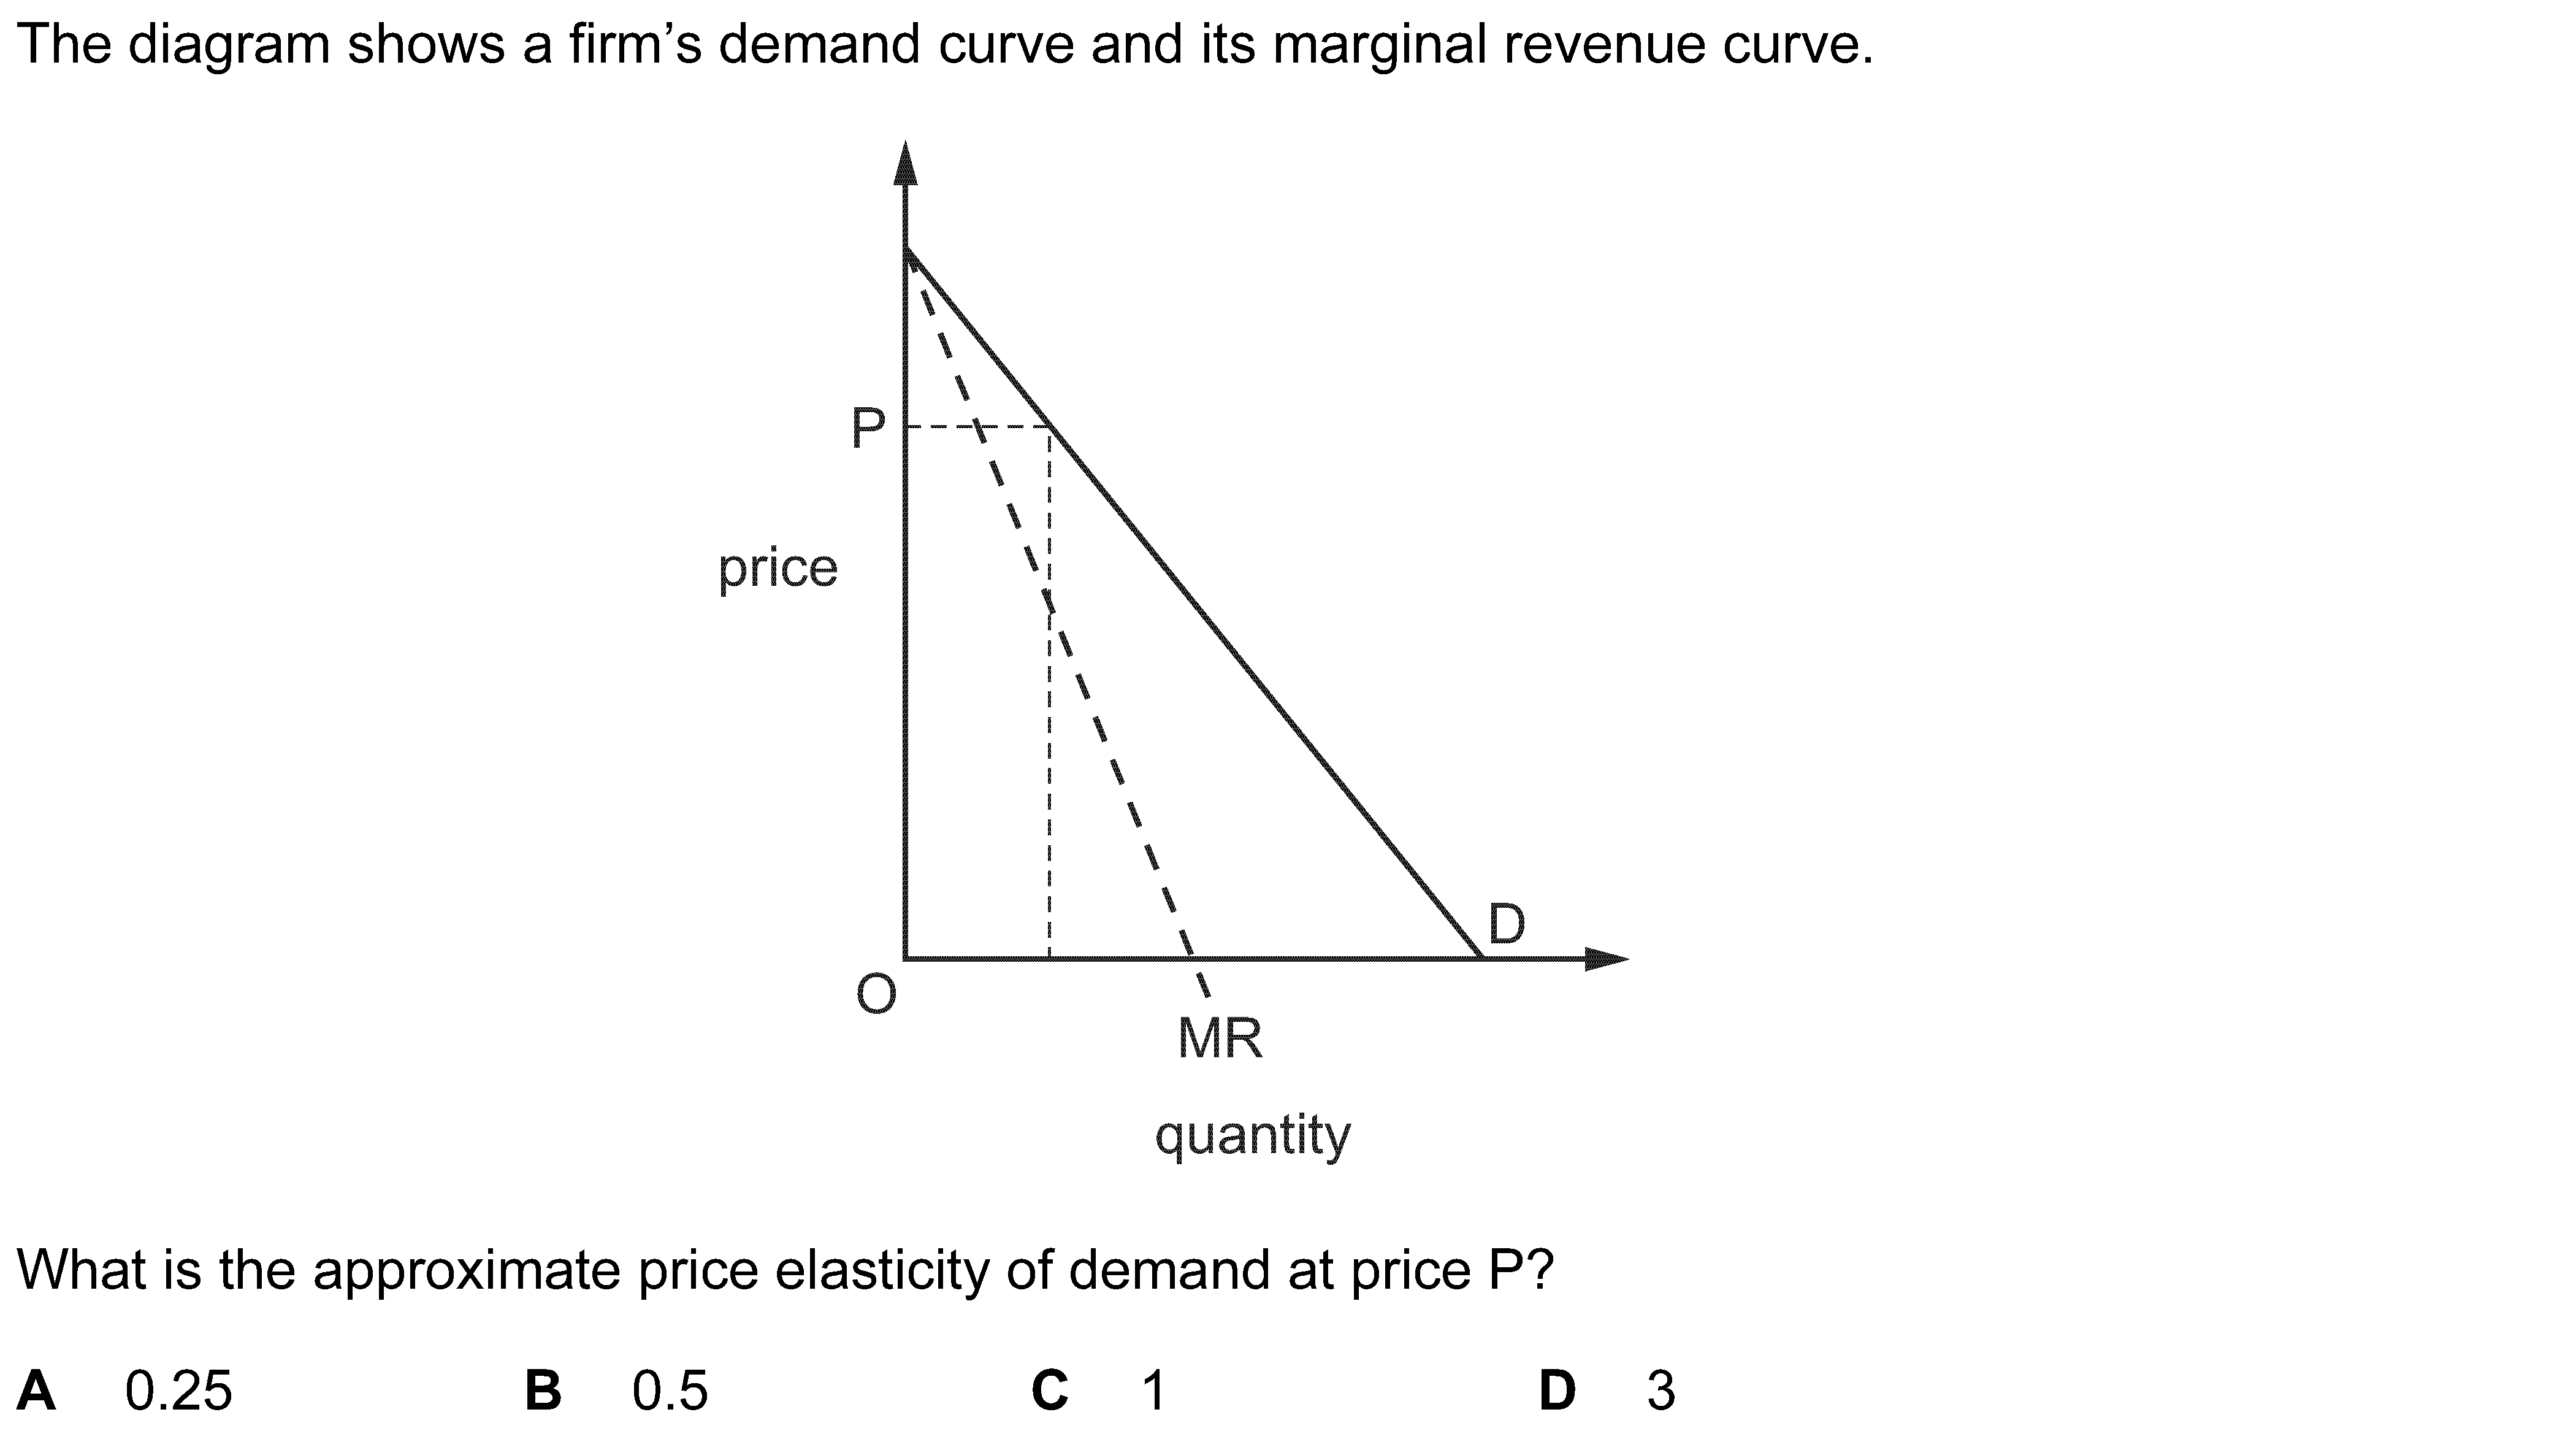 The diagram shows a firm’s demand curve and its marginal revenue curve.
P
price
D
O
MR
quantity
What is the approximate price elasticity of demand at price P?
A 0.25 B 0.5 C 1 D 3